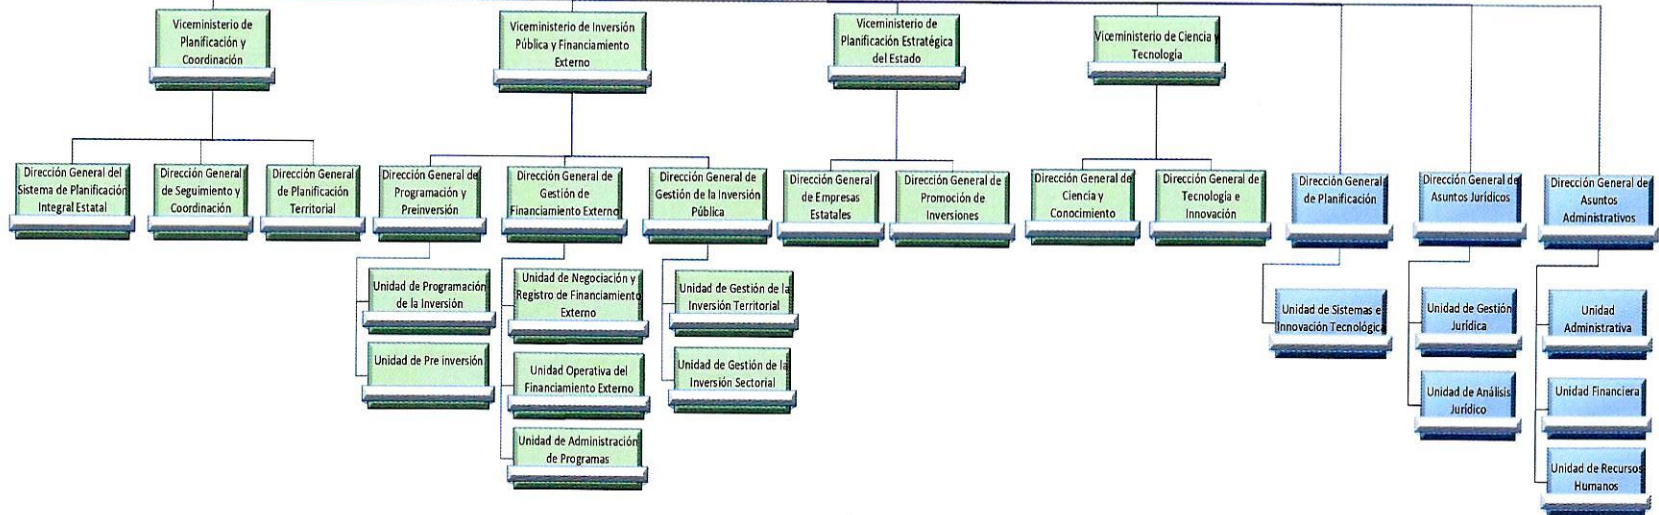 Viceministerio de
Planificación y
Coordinación
Viceministerio de Inversión
Pública y Financiamiento
Externo
Viceministerio de
Planificación Estratégica
del Estado
Viceministerio de Ciencia y
Tecnología
Dirección General del
Sistema de Planificación
Integral Estatal
Dirección General
de Seguimiento y
Coordinación
Dirección General
de Planificación
Territorial
Dirección General de
Programación y
Preinversión
Dirección General de
Gestión de
Financiamiento Externo
Dirección General de
Gestión de la Inversión
Pública
Dirección General
de Empresas
Estatales
Dirección General de
Promoción de
Inversiones
Dirección General de
Ciencia y
Conocimiento
Dirección General de
Tecnología e
Innovación
Dirección General
de Planificación
Dirección General de
Asuntos Jurídicos
Dirección General de
Asuntos
Administrativos
Unidad de Programación
de la Inversión
Unidad de Pre inversión
Unidad de Negociación y
Registro de Financiamiento
Externo
Unidad Operativa del
Financiamiento Externo
Unidad de Administración
de Programas
Unidad de Gestión de la
Inversión Territorial
Unidad de Gestión de la
Inversión Sectorial
Unidad de Sistemas e
Innovación Tecnológica
Unidad de Gestión
Jurídica
Unidad de Análisis
Jurídico
Unidad
Administrativa
Unidad Financiera
Unidad de Recursos
Humanos